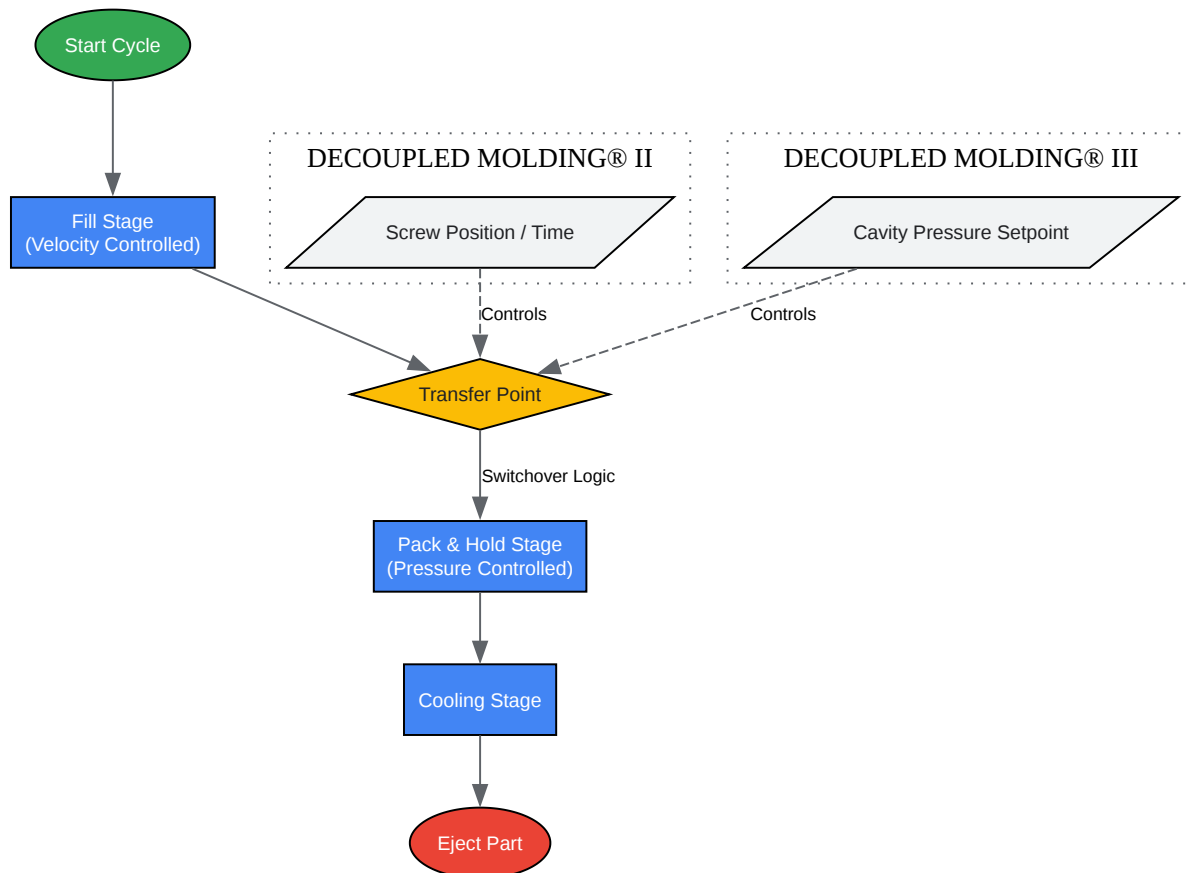 Start Cycle
DECOUPLED MOLDING® II
DECOUPLED MOLDING® III
Fill Stage
(Velocity Controlled)
Screw Position / Time
Cavity Pressure Setpoint
Controls
Controls
Transfer Point
Switchover Logic
Pack & Hold Stage
(Pressure Controlled)
Cooling Stage
Eject Part